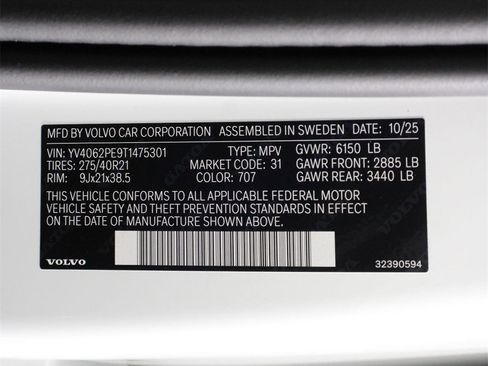 MFD BY VOLVO CAR CORPORATION ASSEMBLED IN SWEDEN DATE: 10/25
VIN: YV4062PE9T1475301 TYPE: MPV GVWR: 6150 LB
TIRES: 275/40R21 MARKET CODE: 31 GAWR FRONT: 2885 LB
RIM: 9Jx21x38.5 COLOR: 707 GAWR REAR: 3440 LB
THIS VEHICLE CONFORMS TO ALL APPLICABLE FEDERAL MOTOR
VEHICLE SAFETY AND THEFT PREVENTION STANDARDS IN EFFECT
ON THE DATE OF MANUFACTURE SHOWN ABOVE.
VOLVO 32390594